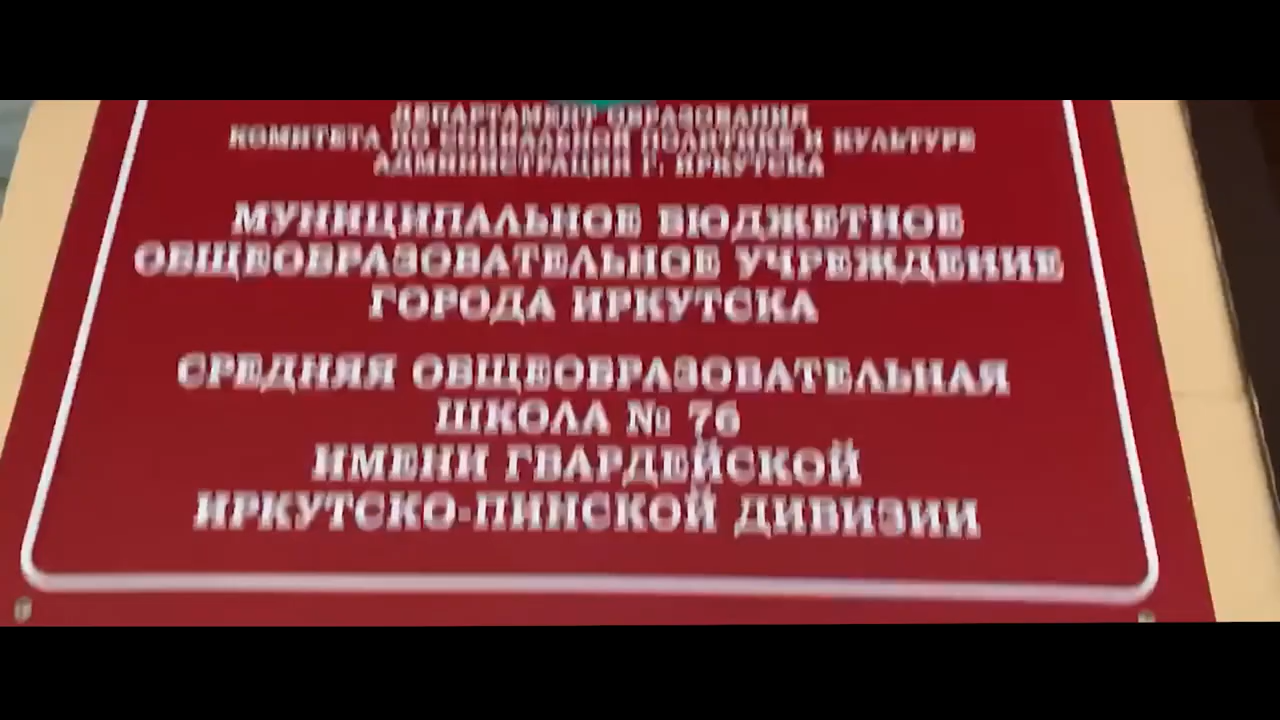 ДЕПАРТАМЕНТ ОБРАЗОВАНИЯ
КОМИТЕТА ПО СОЦИАЛЬНОЙ ПОЛИТИКЕ И КУЛЬТУРЕ
АДМИНИСТРАЦИИ Г. ИРКУТСКА
МУНИЦИПАЛЬНОЕ БЮДЖЕТНОЕ
ОБЩЕОБРАЗОВАТЕЛЬНОЕ УЧРЕЖДЕНИЕ
ГОРОДА ИРКУТСКА
СРЕДНЯЯ ОБЩЕОБРАЗОВАТЕЛЬНАЯ
ШКОЛА № 76
ИМЕНИ ГВАРДЕЙСКОЙ
ИРКУТСКО-ПИНСКОЙ ДИВИЗИИ